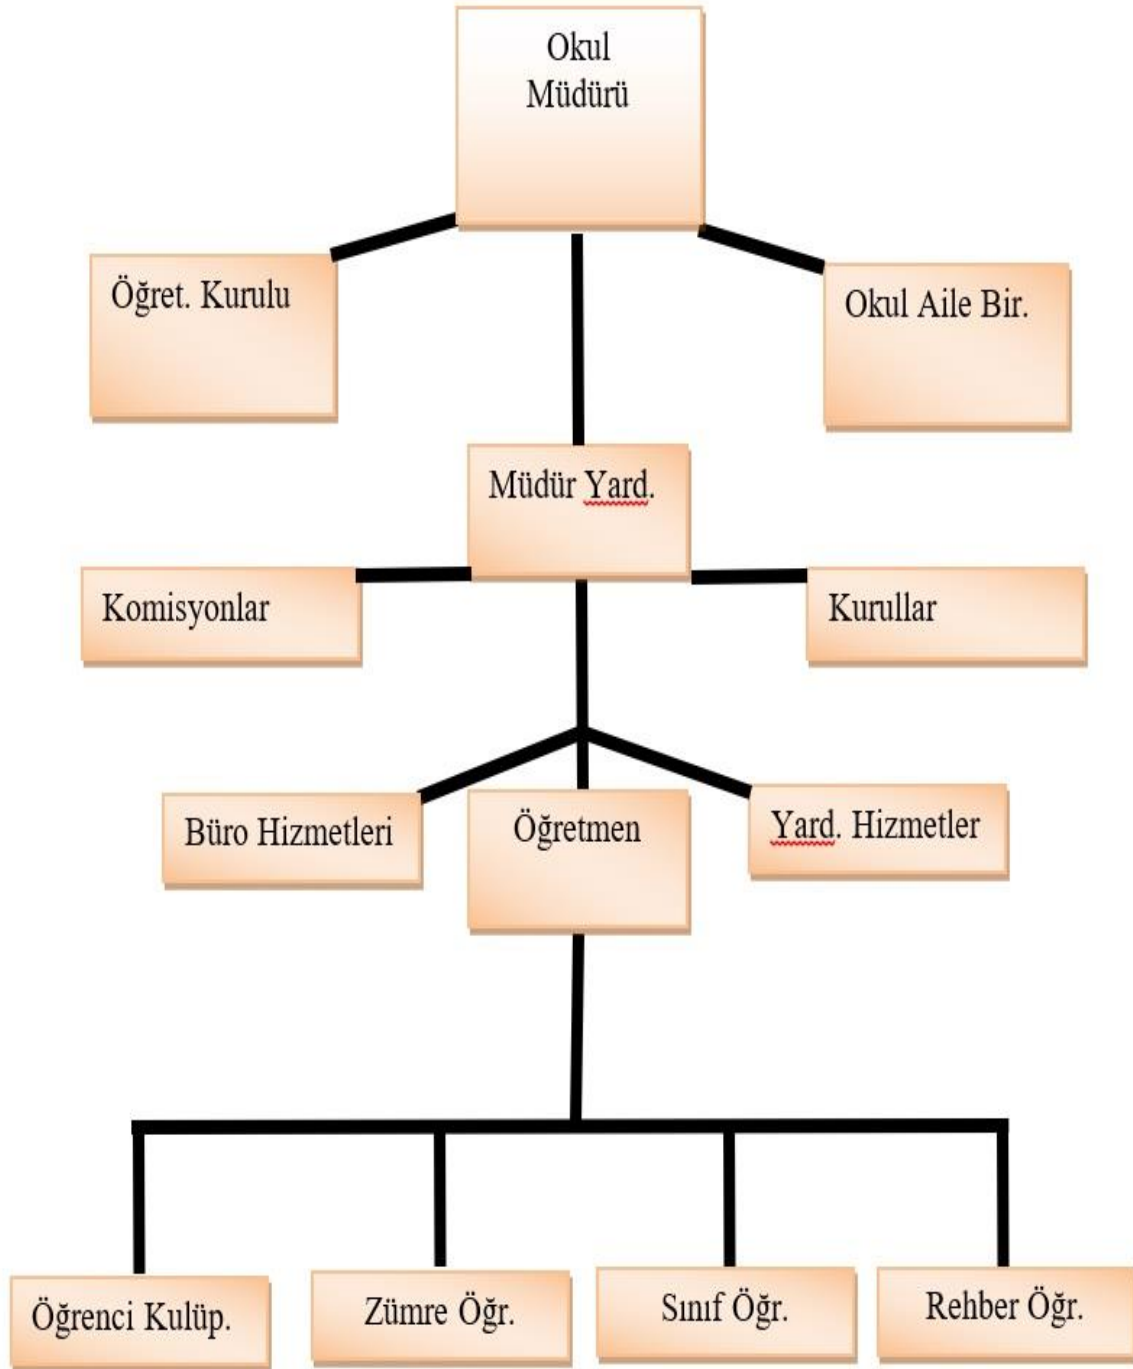 Okul
Müdürü
Öğret. Kurulu
Okul Aile Bir.
Müdür Yard.
Komisyonlar
Kurullar
Büro Hizmetleri
Öğretmen
Yard. Hizmetler
Öğrenci Kulüp.
Zümre Öğr.
Sınıf Öğr.
Rehber Öğr.